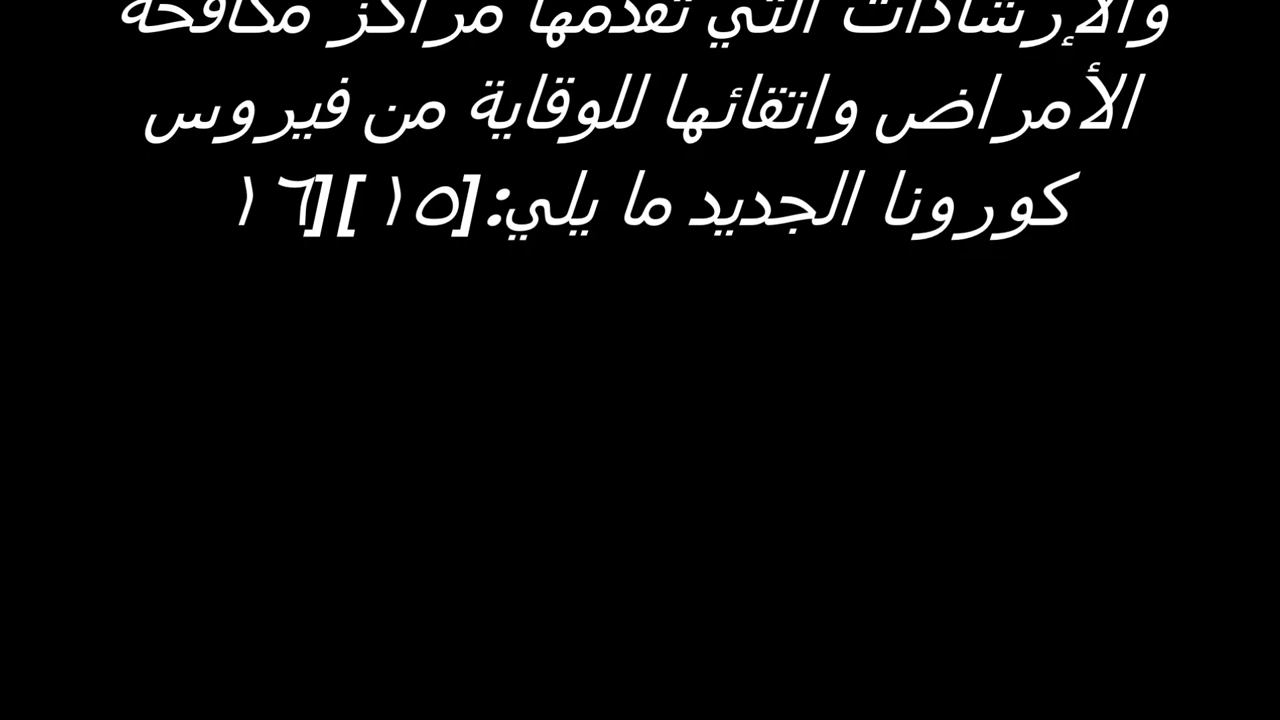 والإرشادات التي تقدمها مراكز مكافحة
الأمراض واتقائها للوقاية من فيروس
كورونا الجديد ما يلي:[١٥][١٦